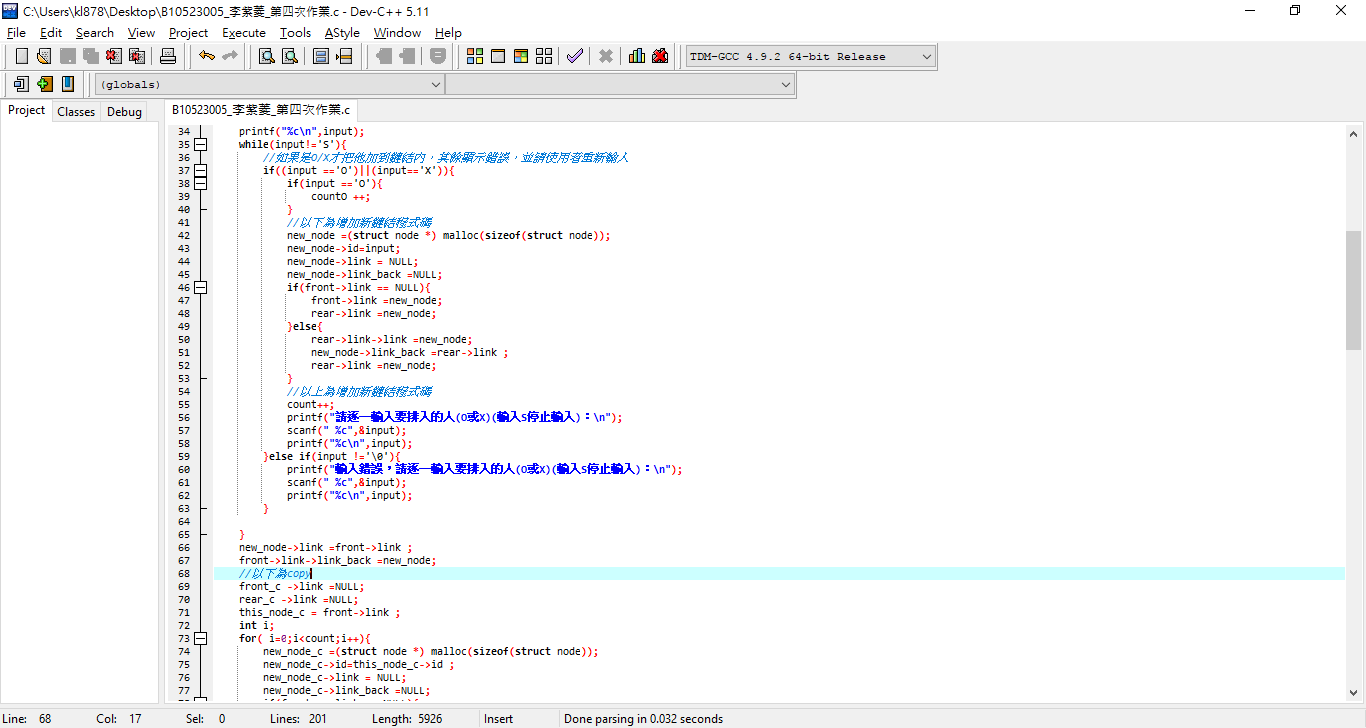 C:\Users\kl878\Desktop\B10523005_李紫菱_第四次作業.c - Dev-C++ 5.11
File Edit Search View Project Execute Tools AStyle Window Help
TDM-GCC 4.9.2 64-bit Release
(globals)
Project Classes Debug B10523005_李紫菱_第四次作業.c
34 printf("%c\n",input);
35 while(input!='S'){
36 //如果是O/X才把他加到鏈結內，其餘顯示錯誤，並請使用者重新輸入
37 if((input =='O')||(input=='X')){
38 if(input =='O'){
39 countO ++;
40 }
41 //以下為增加新鏈結程式碼
42 new_node =(struct node *) malloc(sizeof(struct node));
43 new_node->id=input;
44 new_node->link = NULL;
45 new_node->link_back =NULL;
46 if(front->link == NULL){
47 front->link =new_node;
48 rear->link =new_node;
49 }else{
50 rear->link->link =new_node;
51 new_node->link_back =rear->link ;
52 rear->link =new_node;
53 }
54 //以上為增加新鏈結程式碼
55 count++;
56 printf("請逐一輸入要排入的人(O或X)(輸入S停止輸入)：\n");
57 scanf(" %c",&input);
58 printf("%c\n",input);
59 }else if(input !='\0'){
60 printf("輸入錯誤，請逐一輸入要排入的人(O或X)(輸入S停止輸入)：\n");
61 scanf(" %c",&input);
62 printf("%c\n",input);
63 }
64
65 }
66 new_node->link =front->link ;
67 front->link->link_back =new_node;
68 //以下為copy
69 front_c ->link =NULL;
70 rear_c ->link =NULL;
71 this_node_c = front->link ;
72 int i;
73 for( i=0;i<count;i++){
74 new_node_c =(struct node *) malloc(sizeof(struct node));
75 new_node_c->id=this_node_c->id ;
76 new_node_c->link = NULL;
77 new_node_c->link_back =NULL;
Line: 68 Col: 17 Sel: 0 Lines: 201 Length: 5926 Insert Done parsing in 0.032 seconds